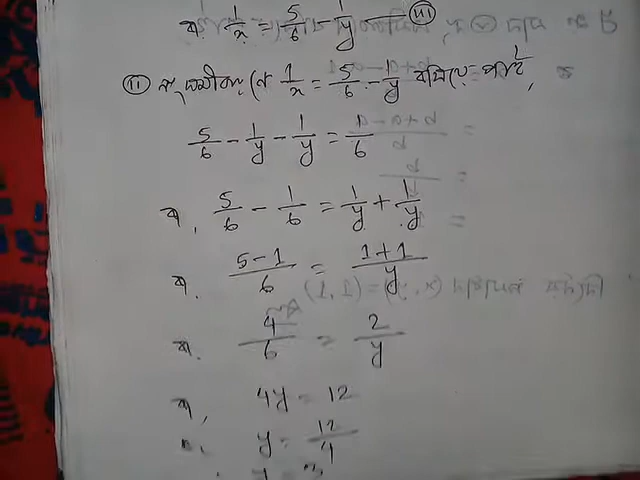 বা, 1/x = 5/6 - 1/y —— (iii)
(ii) নং সমীকরণে 1/x = 5/6 - 1/y বসিয়ে পাই,
5/6 - 1/y - 1/y = 1/6
বা, 5/6 - 1/6 = 1/y + 1/y
বা, (5-1)/6 = (1+1)/y
বা, 4/6 = 2/y
বা, 4y = 12
বা, y = 12/4